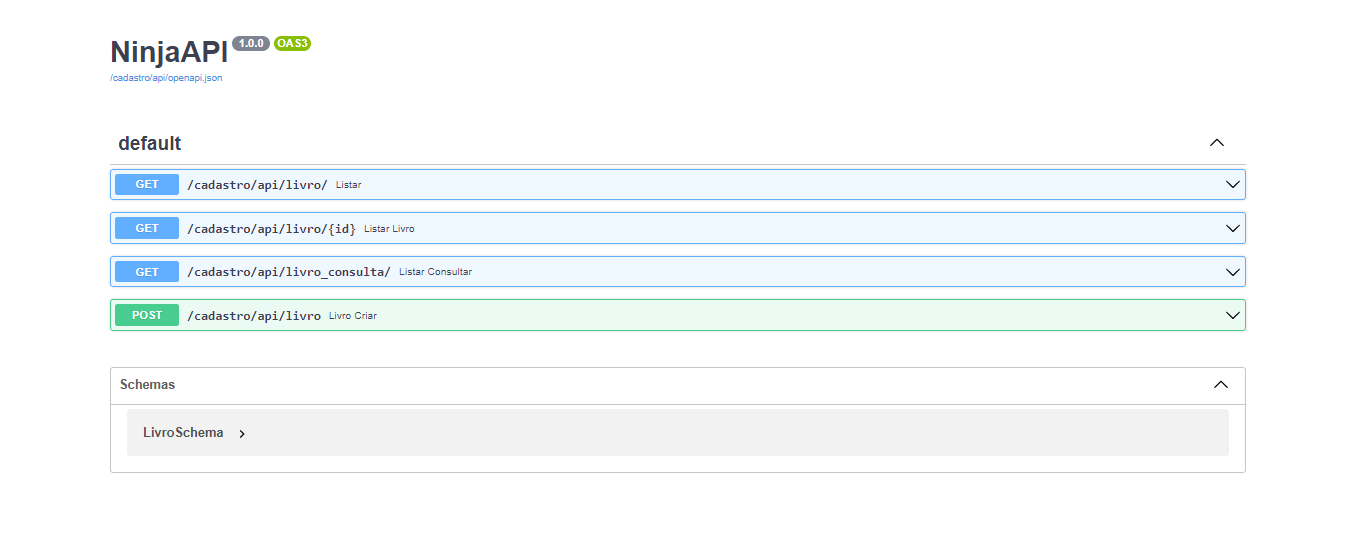 NinjaAPI 1.0.0 OAS3
/cadastro/api/openapi.json
default
GET /cadastro/api/livro/ Listar
GET /cadastro/api/livro/{id} Listar Livro
GET /cadastro/api/livro_consulta/ Listar Consultar
POST /cadastro/api/livro Livro Criar
Schemas
LivroSchema